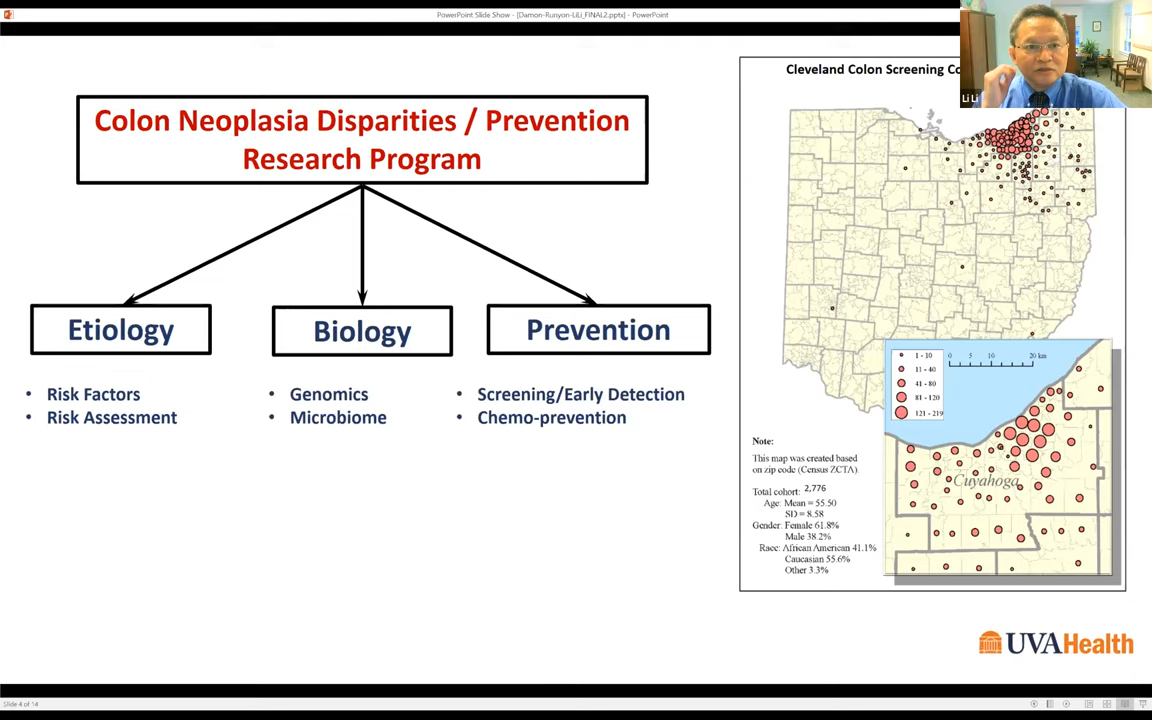 PowerPoint Slide Show - [Damon-Runyon-LiLi_FINAL2.pptx] - PowerPoint
Colon Neoplasia Disparities / Prevention
Research Program
Etiology
Biology
Prevention
• Risk Factors
• Risk Assessment
• Genomics
• Microbiome
• Screening/Early Detection
• Chemo-prevention
Cleveland Colon Screening Co
Li Li
1 - 10
11 - 40
41 - 80
81 - 120
121 - 219
0 5 10 20 km
Cuyahoga
Note:
This map was created based
on zip code (Census ZCTA)
Total cohort: 2,776
Age: Mean = 55.50
SD = 8.58
Gender: Female 61.8%
Male 38.2%
Race: African American 41.1%
Caucasian 55.6%
Other 3.3%
UVAHealth
Slide 4 of 14